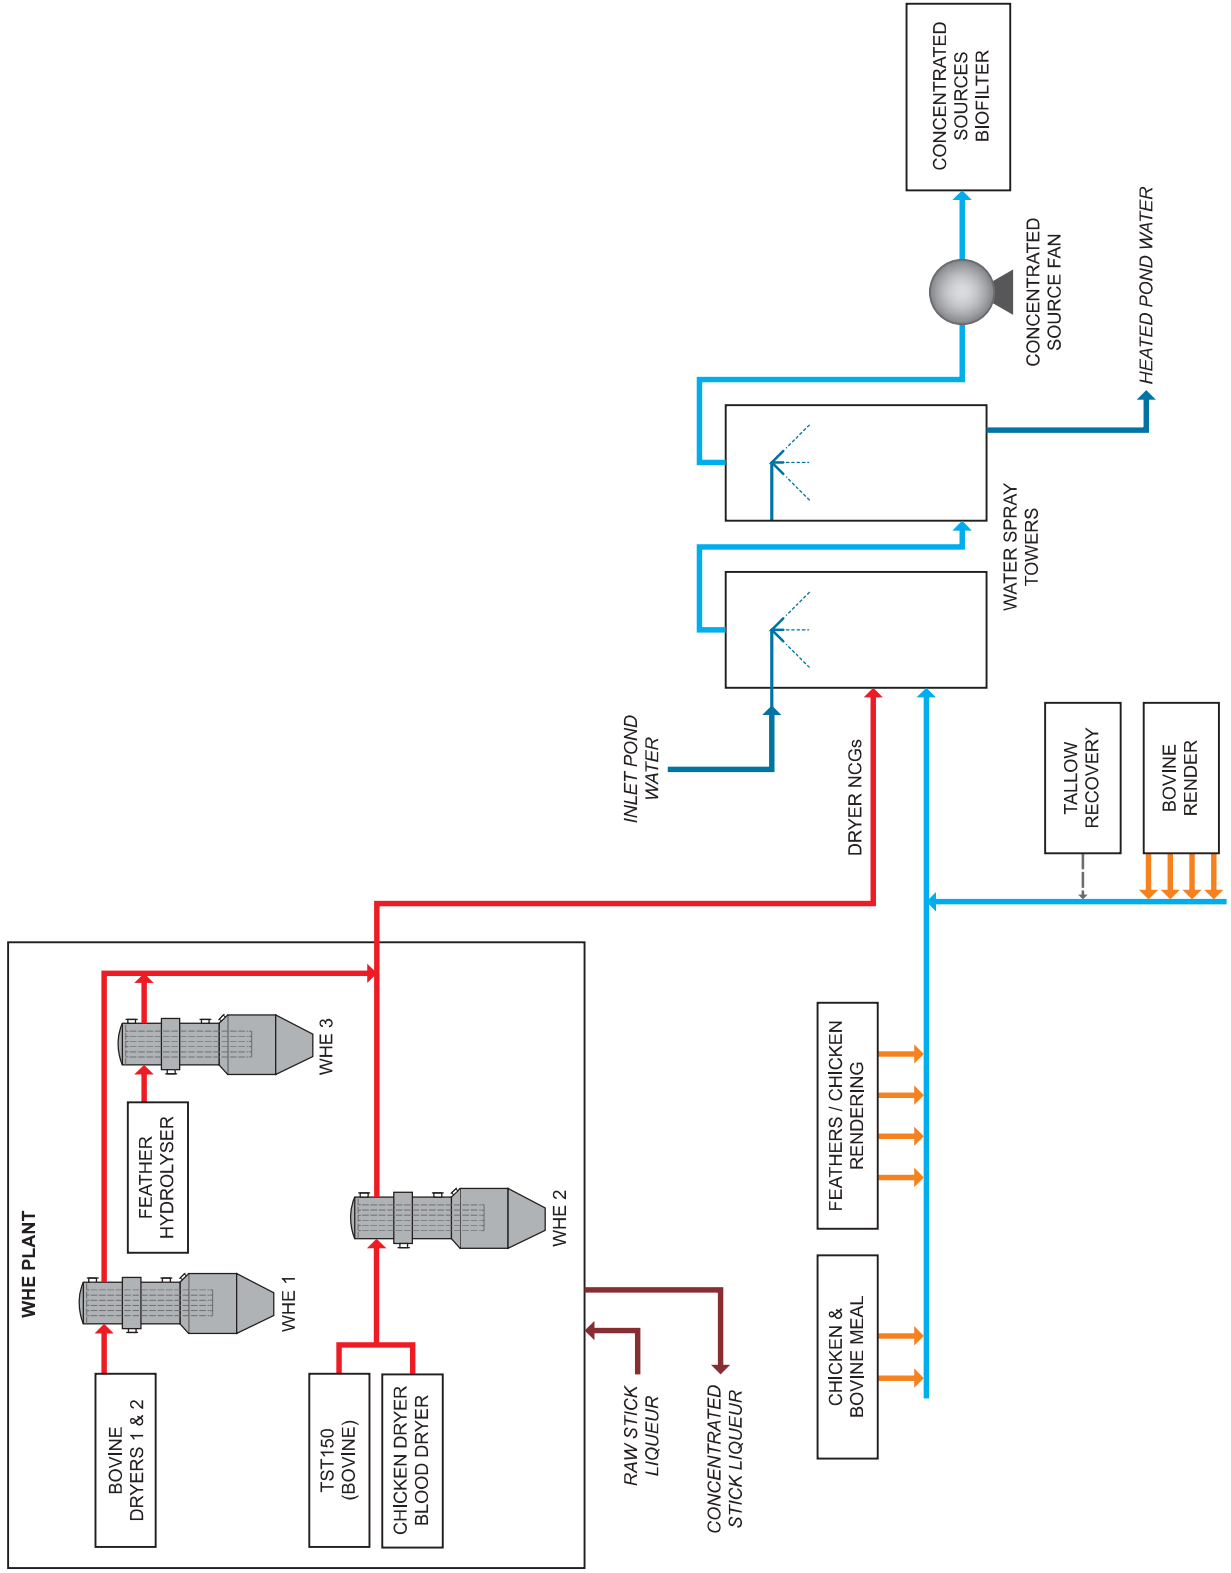 WHE PLANT
BOVINE
DRYERS 1 & 2
WHE 1
FEATHER
HYDROLYSER
WHE 3
TST150
(BOVINE)
CHICKEN DRYER
BLOOD DRYER
WHE 2
RAW STICK
LIQUEUR
CONCENTRATED
STICK LIQUEUR
INLET POND
WATER
DRYER NCGs
WATER SPRAY
TOWERS
CONCENTRATED
SOURCE FAN
CONCENTRATED
SOURCES
BIOFILTER
HEATED POND WATER
CHICKEN &
BOVINE MEAL
FEATHERS / CHICKEN
RENDERING
TALLOW
RECOVERY
BOVINE
RENDER